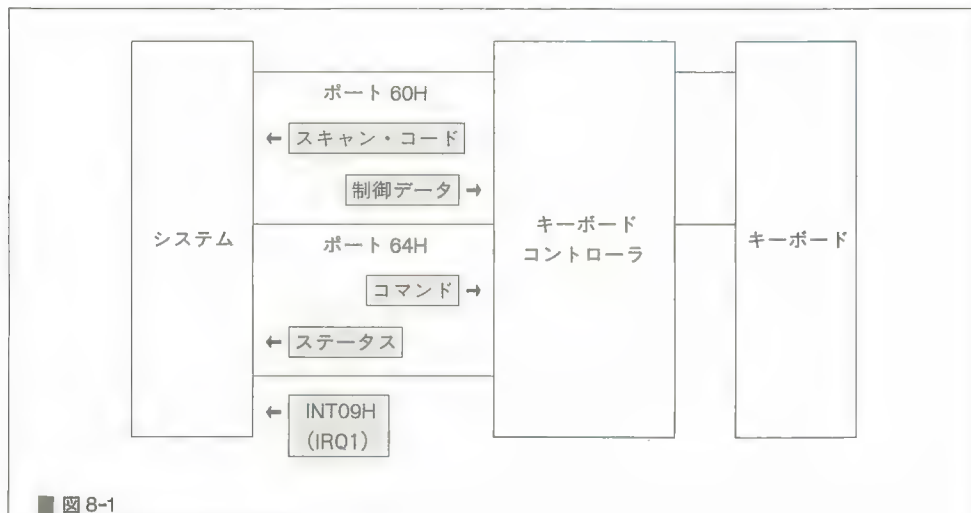 ポート 60H
← スキャン・コード
制御データ →
システム
ポート 64H
キーボード
コントローラ
キーボード
コマンド →
← ステータス
← INT09H
(IRQ1)
■ 図 8-1